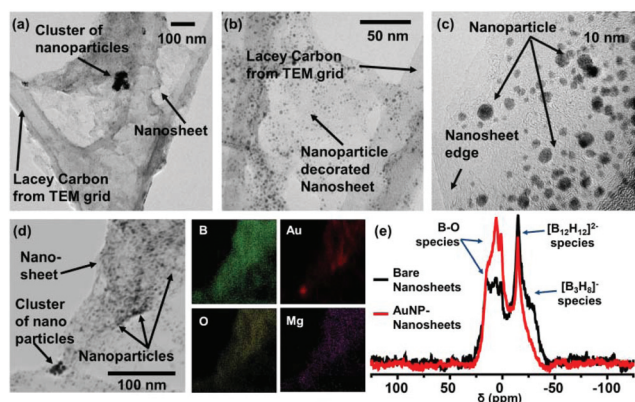 (a)
Cluster of
nanoparticles
100 nm
Nanosheet
Lacey Carbon
from TEM grid
(b)
50 nm
Lacey Carbon
from TEM grid
Nanoparticle
decorated
Nanosheet
(c)
Nanoparticle
10 nm
Nanosheet
edge
(d)
Nano-
sheet
Cluster of
nano
particles
Nanoparticles
100 nm
B
Au
O
Mg
(e)
B-O
species
[B12H12]2-
species
[B3H8]-
species
Bare
Nanosheets
AuNP-
Nanosheets
100 50 0 -50 -100
δ (ppm)